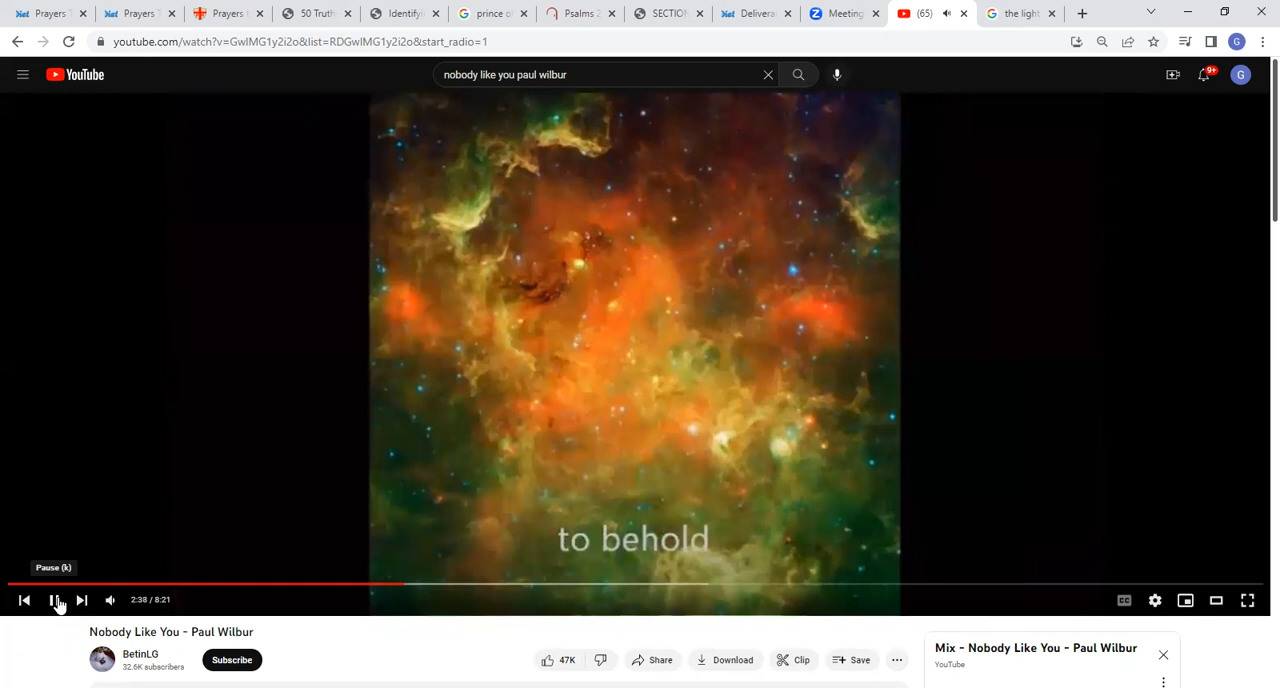 Prayers T
Prayers T
Prayers t
50 Truth
Identifyi
prince o
Psalms 2
SECTION
Delivera
Meeting
(65)
the light
youtube.com/watch?v=GwIMG1y2i2o&list=RDGwIMG1y2i2o&start_radio=1
G
YouTube
nobody like you paul wilbur
9+
G
to behold
Pause (k)
2:38 / 8:21
CC
Nobody Like You - Paul Wilbur
BetinLG
32.6K subscribers
Subscribe
47K
Share
Download
Clip
Save
Mix - Nobody Like You - Paul Wilbur
YouTube